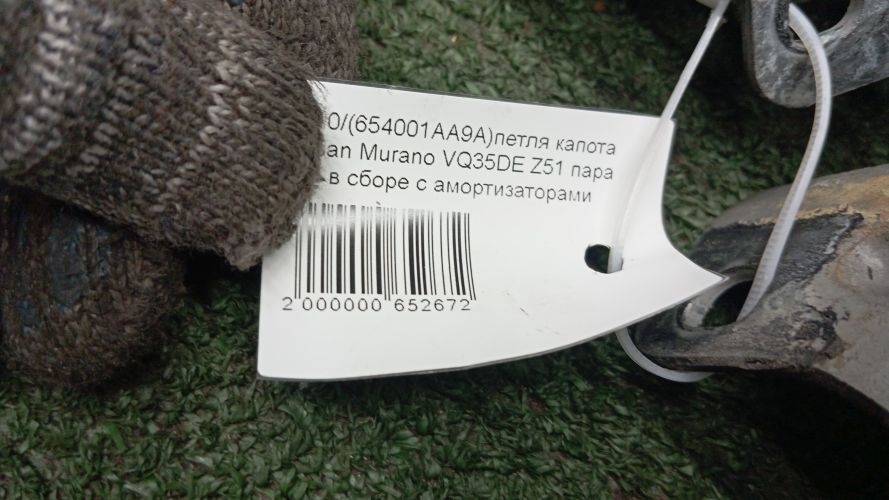 0/(654001AA9A)петля капота
an Murano VQ35DE Z51 пара
в сборе с амортизаторами
2 000000 652672